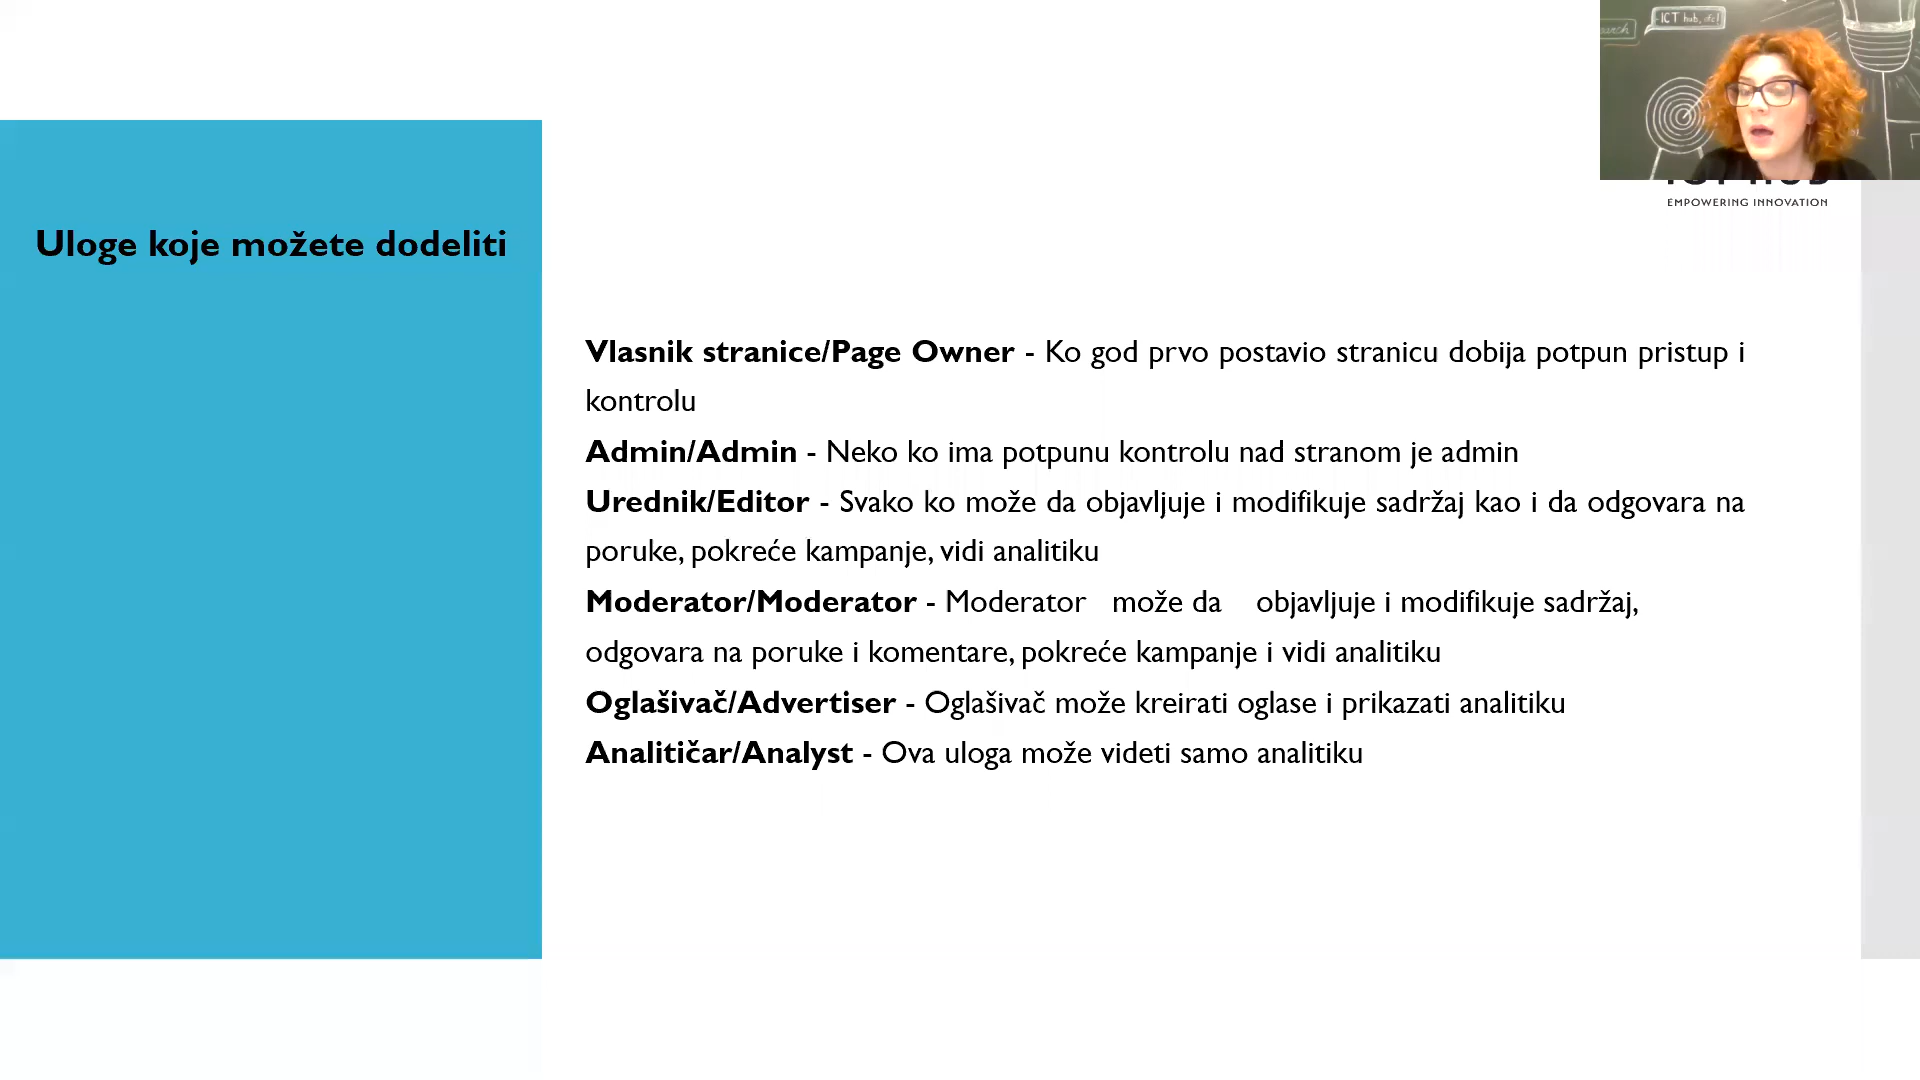 ICT hub, etc!
Uloge koje možete dodeliti
EMPOWERING INNOVATION
Vlasnik stranice/Page Owner - Ko god prvo postavio stranicu dobija potpun pristup i
kontrolu
Admin/Admin - Neko ko ima potpunu kontrolu nad stranom je admin
Urednik/Editor - Svako ko može da objavljuje i modifikuje sadržaj kao i da odgovara na
poruke, pokreće kampanje, vidi analitiku
Moderator/Moderator - Moderator može da objavljuje i modifikuje sadržaj,
odgovara na poruke i komentare, pokreće kampanje i vidi analitiku
Oglašivač/Advertiser - Oglašivač može kreirati oglase i prikazati analitiku
Analitičar/Analyst - Ova uloga može videti samo analitiku